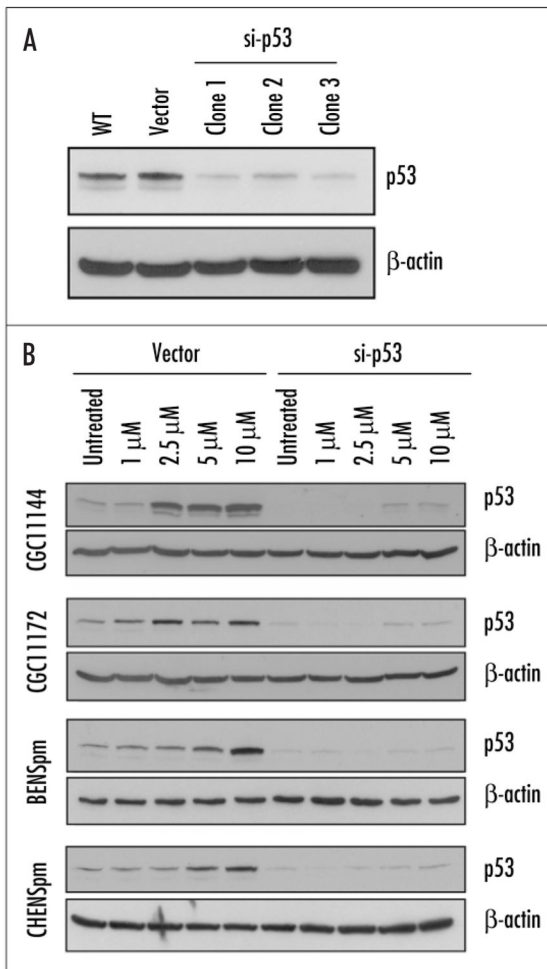 A
si-p53
WT
Vector
Clone 1
Clone 2
Clone 3
p53
β-actin
B
Vector
si-p53
Untreated
1 μM
2.5 μM
5 μM
10 μM
Untreated
1 μM
2.5 μM
5 μM
10 μM
CGC11144
p53
β-actin
CGC11172
p53
β-actin
BENSpm
p53
β-actin
CHENSpm
p53
β-actin